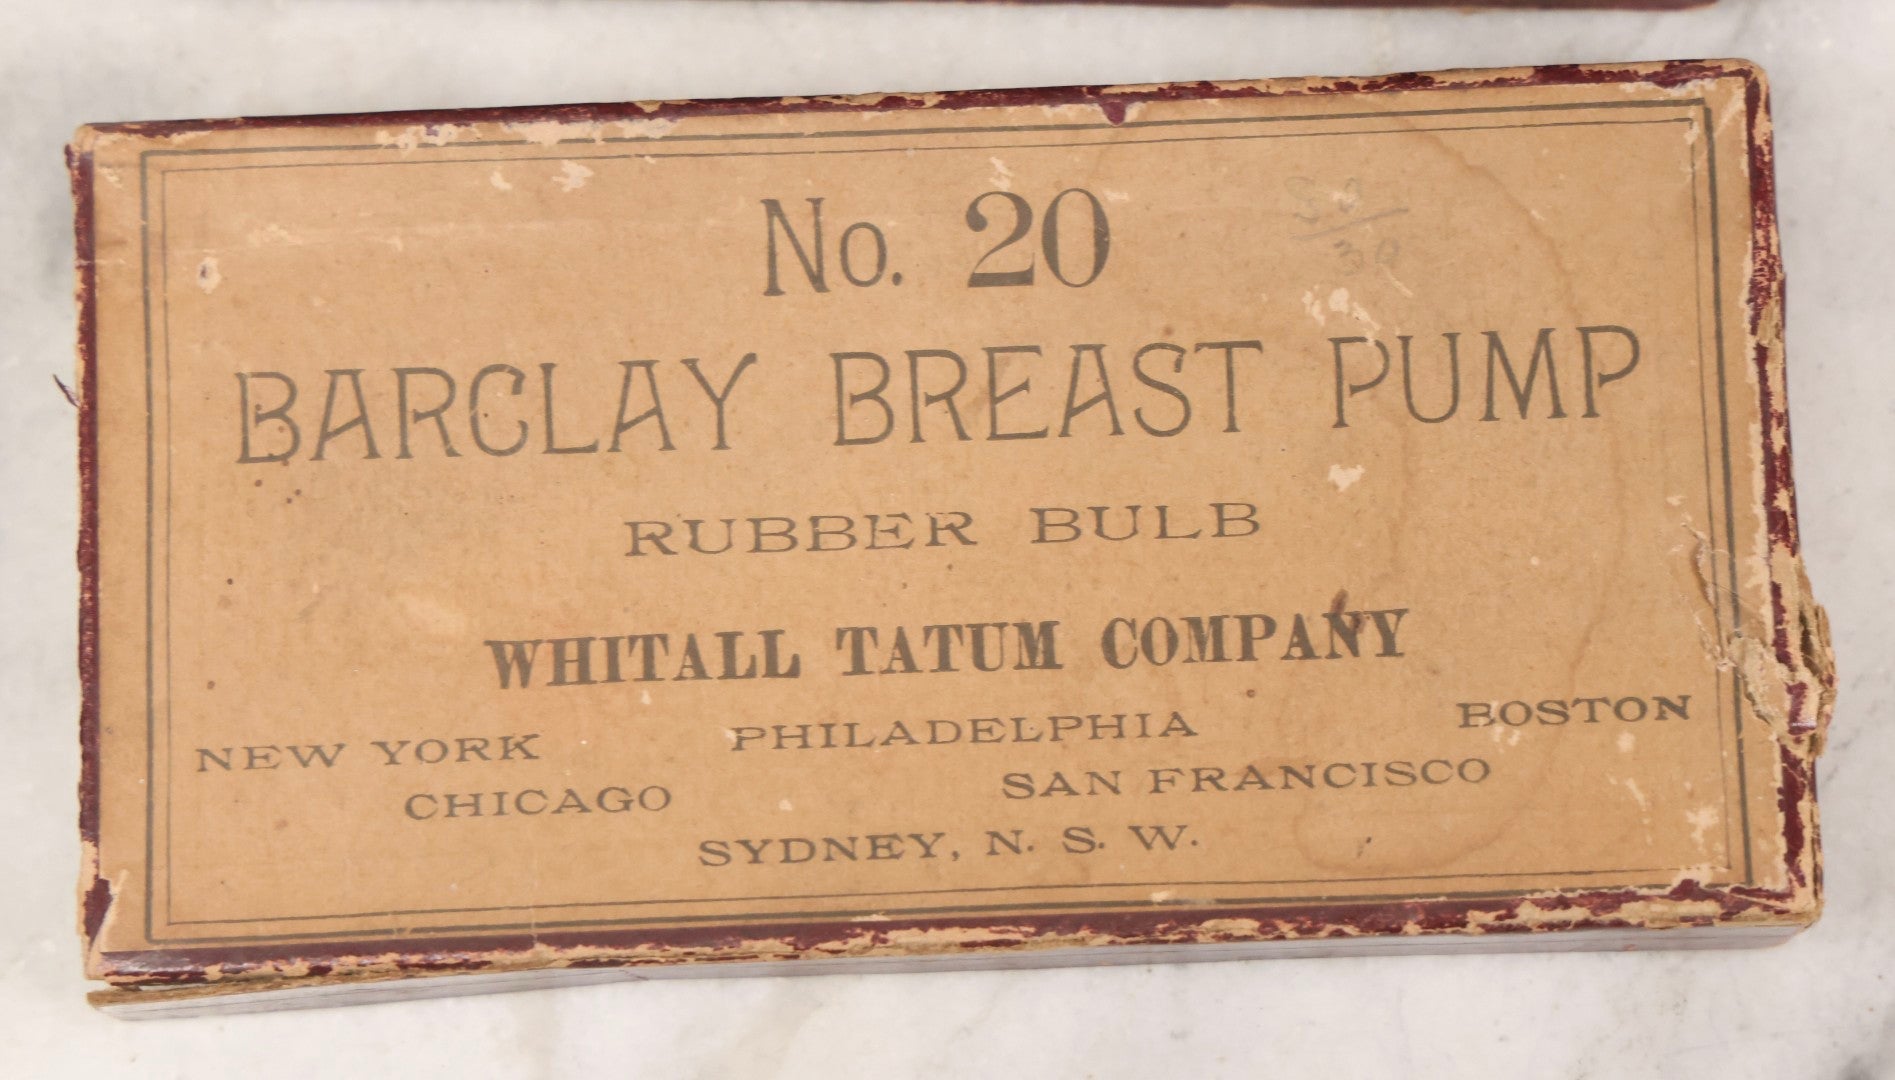 No. 20
BARCLAY BREAST PUMP
RUBBER BULB
WHITALL TATUM COMPANY
NEW YORK PHILADELPHIA BOSTON
CHICAGO SAN FRANCISCO
SYDNEY, N. S. W.